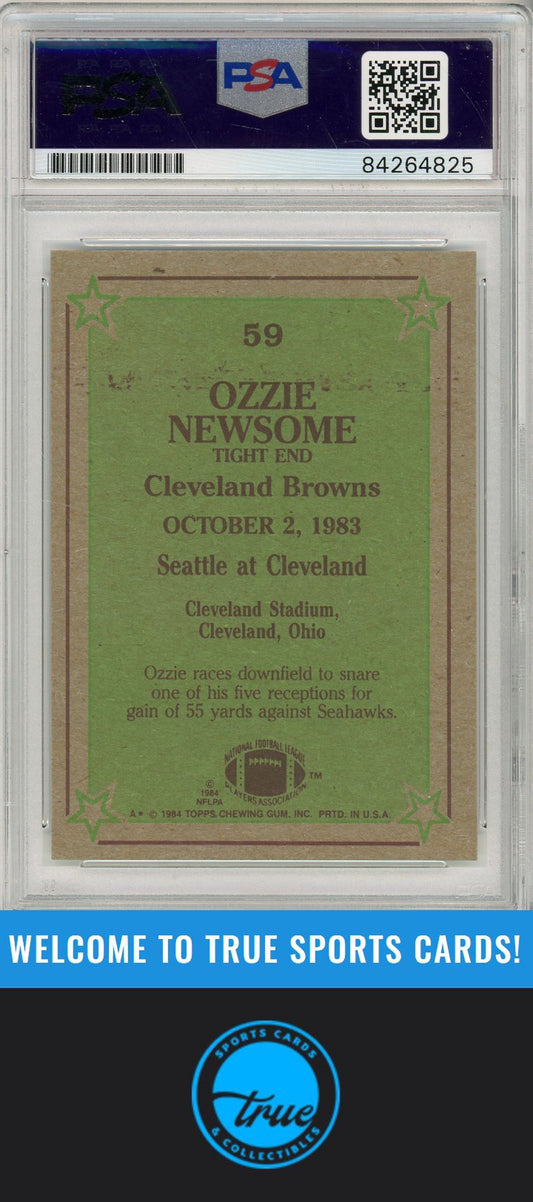 PSA
PSA
84264825
59
OZZIE
NEWSOME
TIGHT END
Cleveland Browns
OCTOBER 2, 1983
Seattle at Cleveland
Cleveland Stadium,
Cleveland, Ohio
Ozzie races downfield to snare
one of his five receptions for
gain of 55 yards against Seahawks.
NATIONAL FOOTBALL LEAGUE
PLAYERS ASSOCIATION
TM
©
1984
NFLPA
A* © 1984 TOPPS CHEWING GUM, INC. PRTD. IN U.S.A.
WELCOME TO TRUE SPORTS CARDS!
SPORTS CARDS
true
& COLLECTIBLES